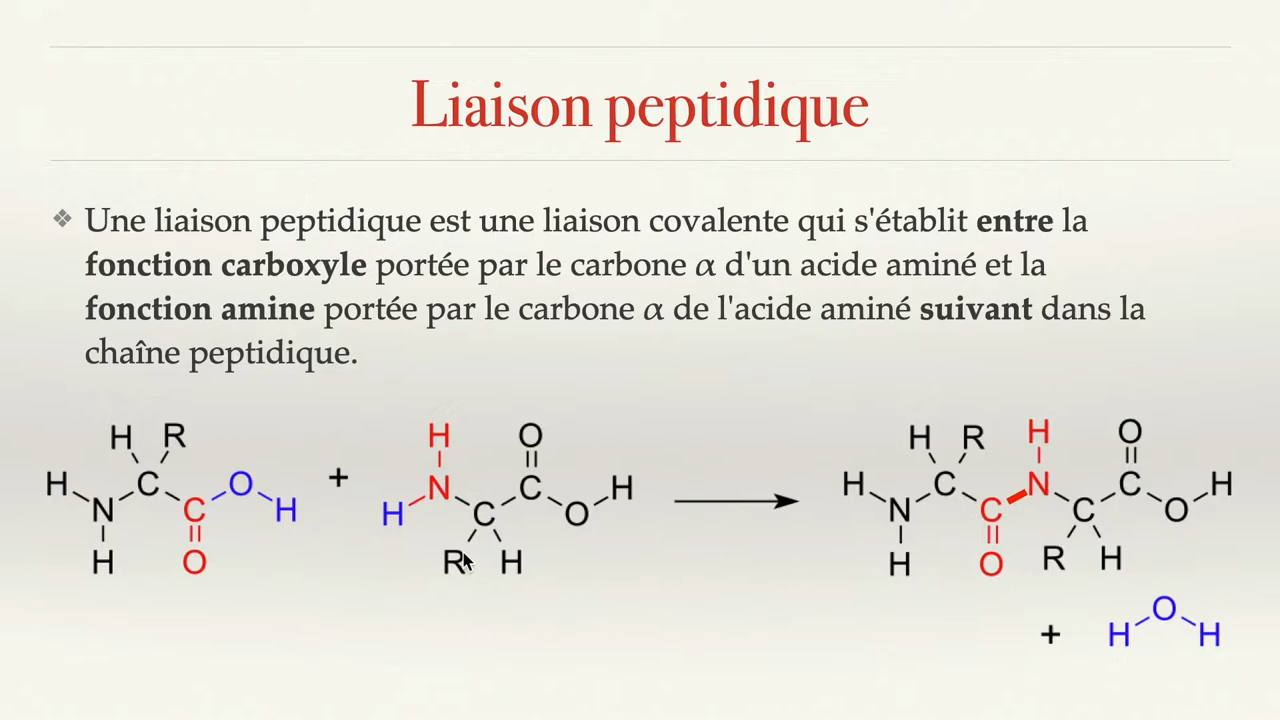 Liaison peptidique
❖ Une liaison peptidique est une liaison covalente qui s'établit entre la
fonction carboxyle portée par le carbone α d'un acide aminé et la
fonction amine portée par le carbone α de l'acide aminé suivant dans la
chaîne peptidique.
H R H O H R H O
H C O + N C H H C N C H
N C H H C O N C C O
H O R H H O R H
+ H O H